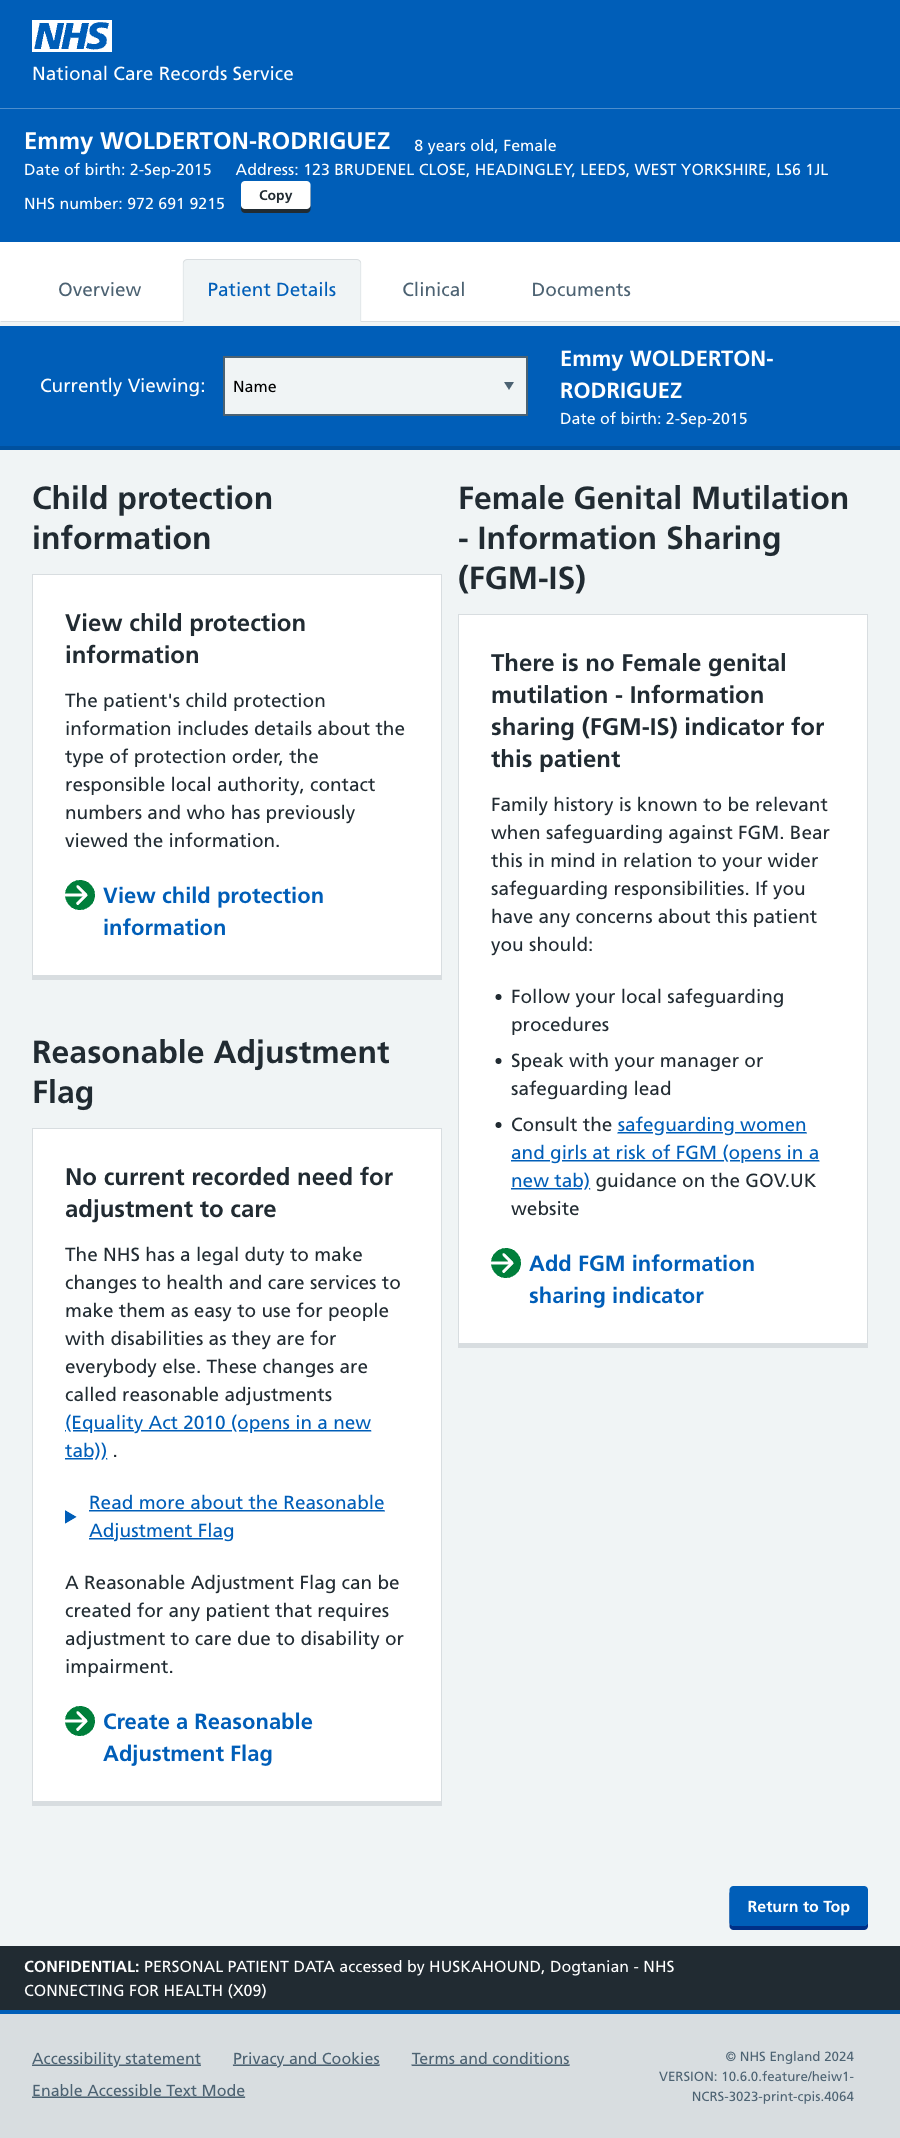 NHS
National Care Records Service
Emmy WOLDERTON-RODRIGUEZ 8 years old, Female
Date of birth: 2-Sep-2015 Address: 123 BRUDENEL CLOSE, HEADINGLEY, LEEDS, WEST YORKSHIRE, LS6 1JL
NHS number: 972 691 9215 Copy
Overview Patient Details Clinical Documents
Currently Viewing: Name
Emmy WOLDERTON-
RODRIGUEZ
Date of birth: 2-Sep-2015
Child protection
information
View child protection
information
The patient's child protection
information includes details about the
type of protection order, the
responsible local authority, contact
numbers and who has previously
viewed the information.
View child protection
information
Reasonable Adjustment
Flag
No current recorded need for
adjustment to care
The NHS has a legal duty to make
changes to health and care services to
make them as easy to use for people
with disabilities as they are for
everybody else. These changes are
called reasonable adjustments
(Equality Act 2010 (opens in a new
tab)) .
Read more about the Reasonable
Adjustment Flag
A Reasonable Adjustment Flag can be
created for any patient that requires
adjustment to care due to disability or
impairment.
Create a Reasonable
Adjustment Flag
Female Genital Mutilation
- Information Sharing
(FGM-IS)
There is no Female genital
mutilation - Information
sharing (FGM-IS) indicator for
this patient
Family history is known to be relevant
when safeguarding against FGM. Bear
this in mind in relation to your wider
safeguarding responsibilities. If you
have any concerns about this patient
you should:
• Follow your local safeguarding
procedures
• Speak with your manager or
safeguarding lead
• Consult the safeguarding women
and girls at risk of FGM (opens in a
new tab) guidance on the GOV.UK
website
Add FGM information
sharing indicator
Return to Top
CONFIDENTIAL: PERSONAL PATIENT DATA accessed by HUSKAHOUND, Dogtanian - NHS
CONNECTING FOR HEALTH (X09)
Accessibility statement Privacy and Cookies Terms and conditions
Enable Accessible Text Mode
© NHS England 2024
VERSION: 10.6.0.feature/heiw1-
NCRS-3023-print-cpis.4064